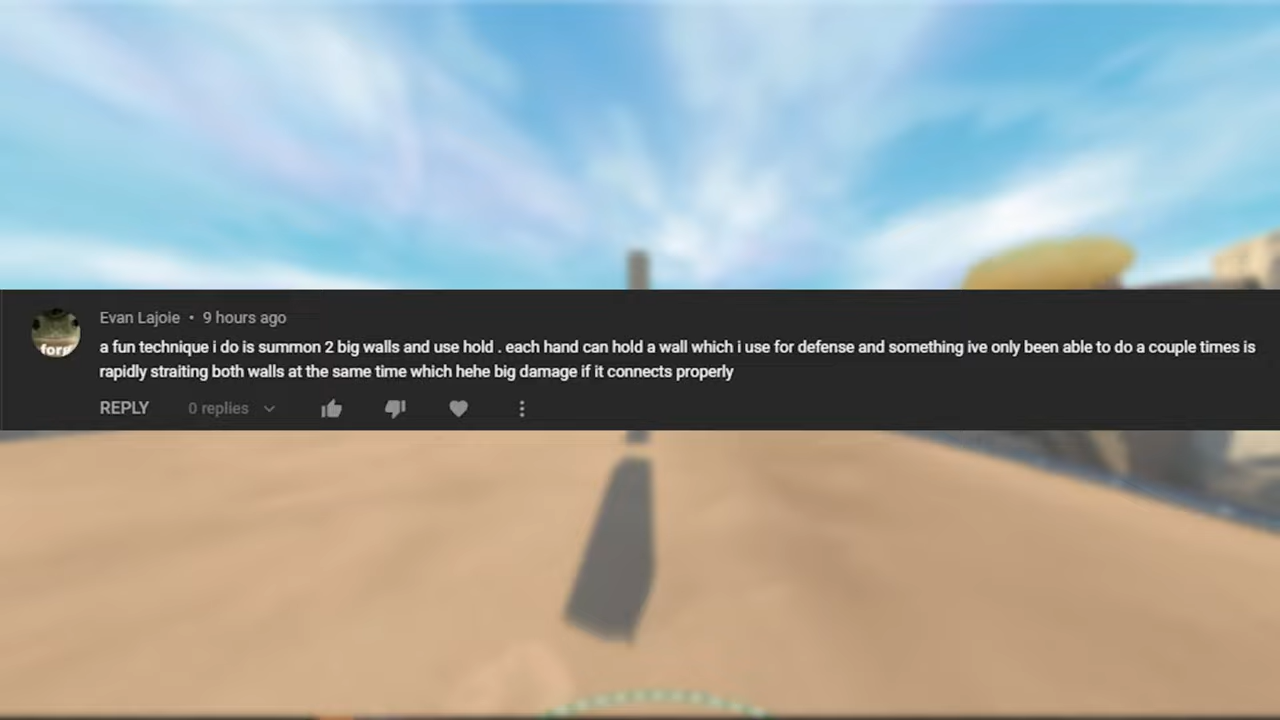 forg
Evan Lajoie • 9 hours ago
a fun technique i do is summon 2 big walls and use hold . each hand can hold a wall which i use for defense and something ive only been able to do a couple times is
rapidly straiting both walls at the same time which hehe big damage if it connects properly
REPLY 0 replies